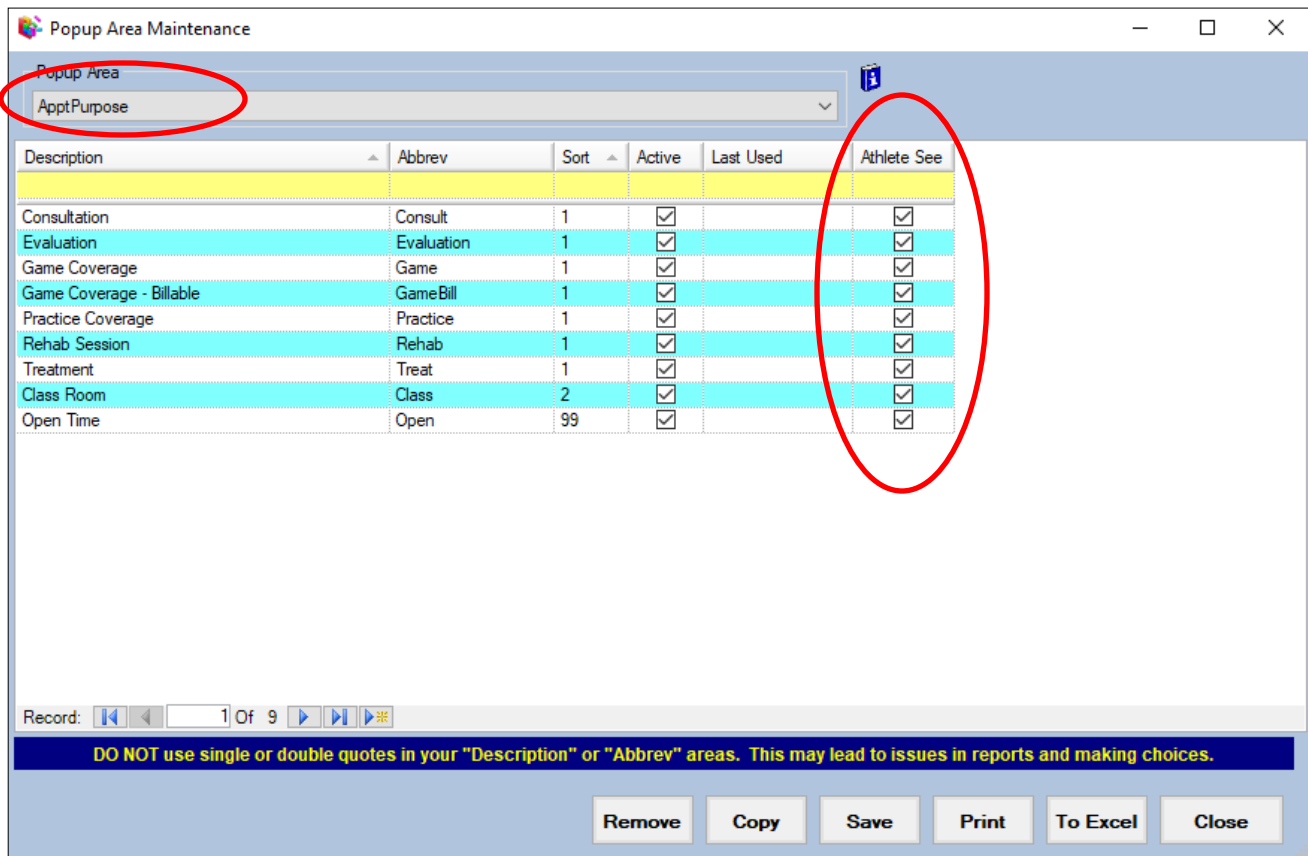 Popup Area Maintenance
Popup Area
ApptPurpose
Description Abbrev Sort Active Last Used Athlete See
Consultation Consult 1
Evaluation Evaluation 1
Game Coverage Game 1
Game Coverage - Billable GameBill 1
Practice Coverage Practice 1
Rehab Session Rehab 1
Treatment Treat 1
Class Room Class 2
Open Time Open 99
Record: 1 Of 9
DO NOT use single or double quotes in your "Description" or "Abbrev" areas. This may lead to issues in reports and making choices.
Remove Copy Save Print To Excel Close